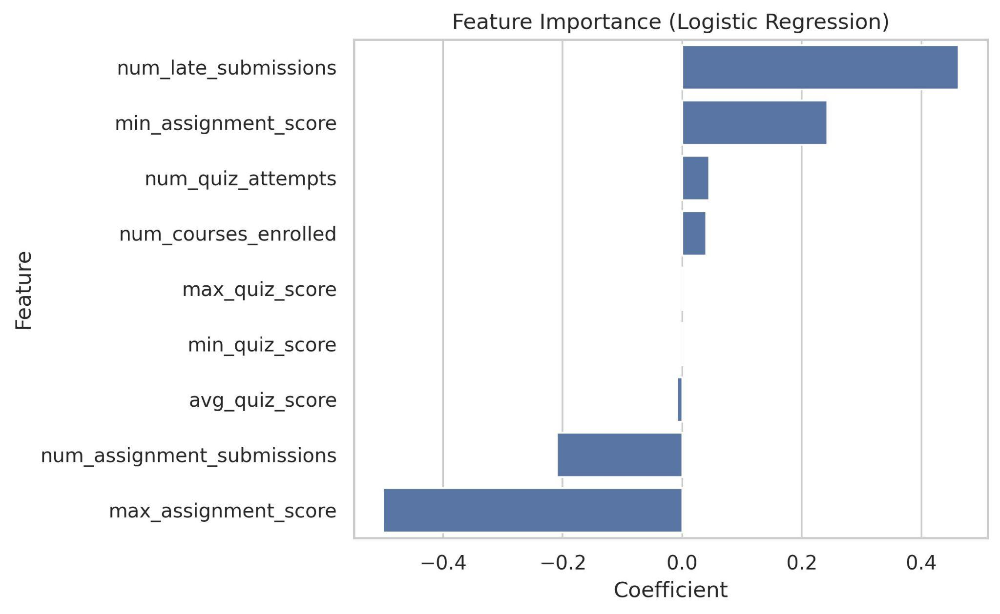 Feature Importance (Logistic Regression)
num_late_submissions
min_assignment_score
num_quiz_attempts
num_courses_enrolled
max_quiz_score
min_quiz_score
avg_quiz_score
num_assignment_submissions
max_assignment_score
Feature
−0.4 −0.2 0.0 0.2 0.4
Coefficient